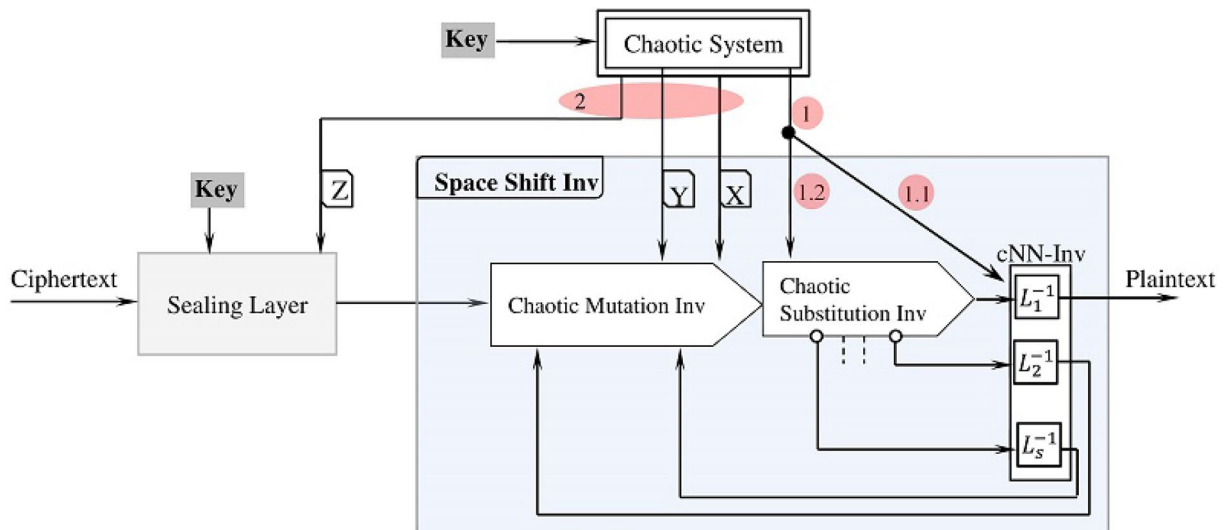 Key
Chaotic System
2
1
Space Shift Inv
Key
Z
Y
X
1.2
1.1
cNN-Inv
Ciphertext
Plaintext
Sealing Layer
Chaotic Mutation Inv
Chaotic
Substitution Inv
L₁⁻¹
L₂⁻¹
Lₛ⁻¹